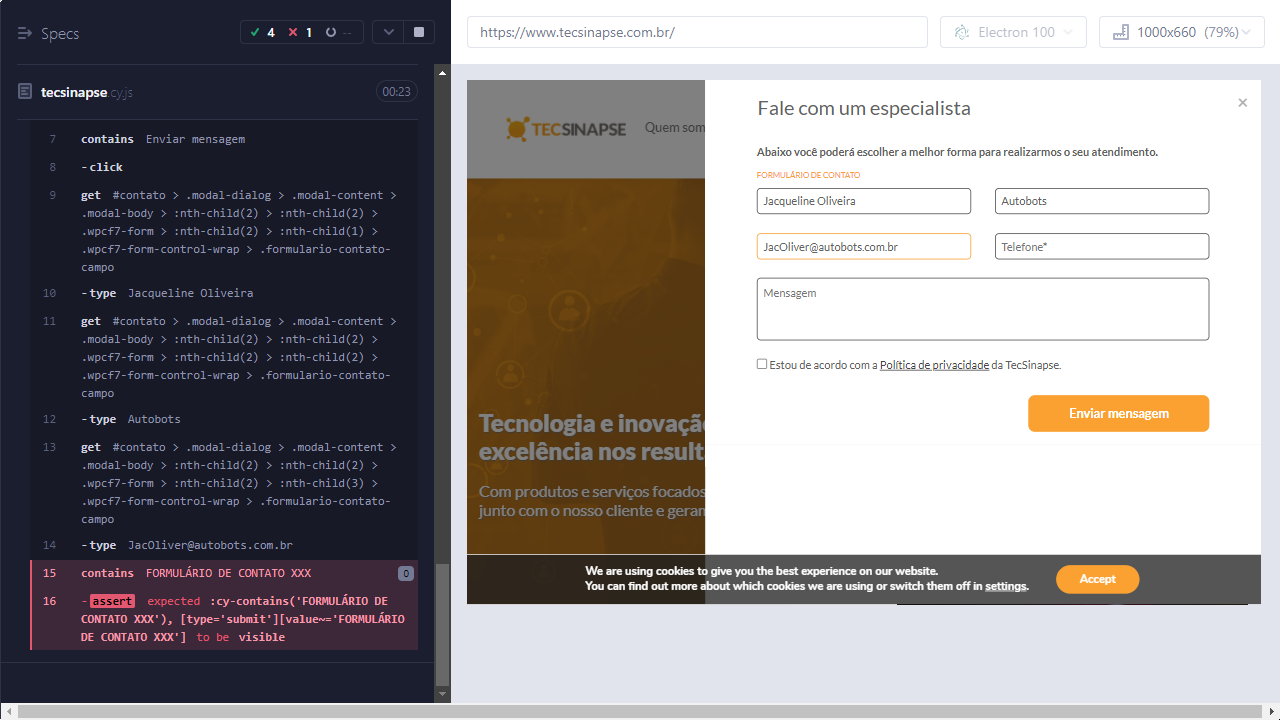 Specs
4
1
--
tecsinapse.cy.js
00:23
7 contains Enviar mensagem
8 -click
9 get #contato > .modal-dialog > .modal-content >
.modal-body > :nth-child(2) > :nth-child(2) >
.wpcf7-form > :nth-child(2) > :nth-child(1) >
.wpcf7-form-control-wrap > .formulario-contato-
campo
10 -type Jacqueline Oliveira
11 get #contato > .modal-dialog > .modal-content >
.modal-body > :nth-child(2) > :nth-child(2) >
.wpcf7-form > :nth-child(2) > :nth-child(2) >
.wpcf7-form-control-wrap > .formulario-contato-
campo
12 -type Autobots
13 get #contato > .modal-dialog > .modal-content >
.modal-body > :nth-child(2) > :nth-child(2) >
.wpcf7-form > :nth-child(2) > :nth-child(3) >
.wpcf7-form-control-wrap > .formulario-contato-
campo
14 -type JacOliver@autobots.com.br
15 contains FORMULÁRIO DE CONTATO XXX 0
16 -assert expected :cy-contains('FORMULÁRIO DE
CONTATO XXX'), [type='submit'][value~='FORMULÁRIO
DE CONTATO XXX'] to be visible
https://www.tecsinapse.com.br/
Electron 100
1000x660 (79%)
TECSINAPSE
Quem som
Tecnologia e inovação
excelência nos result
Com produtos e serviços focados
junto com o nosso cliente e geran
Fale com um especialista
×
Abaixo você poderá escolher a melhor forma para realizarmos o seu atendimento.
FORMULÁRIO DE CONTATO
Jacqueline Oliveira
Autobots
JacOliver@autobots.com.br
Telefone*
Mensagem
Estou de acordo com a Política de privacidade da TecSinapse.
Enviar mensagem
We are using cookies to give you the best experience on our website.
You can find out more about which cookies we are using or switch them off in settings.
Accept